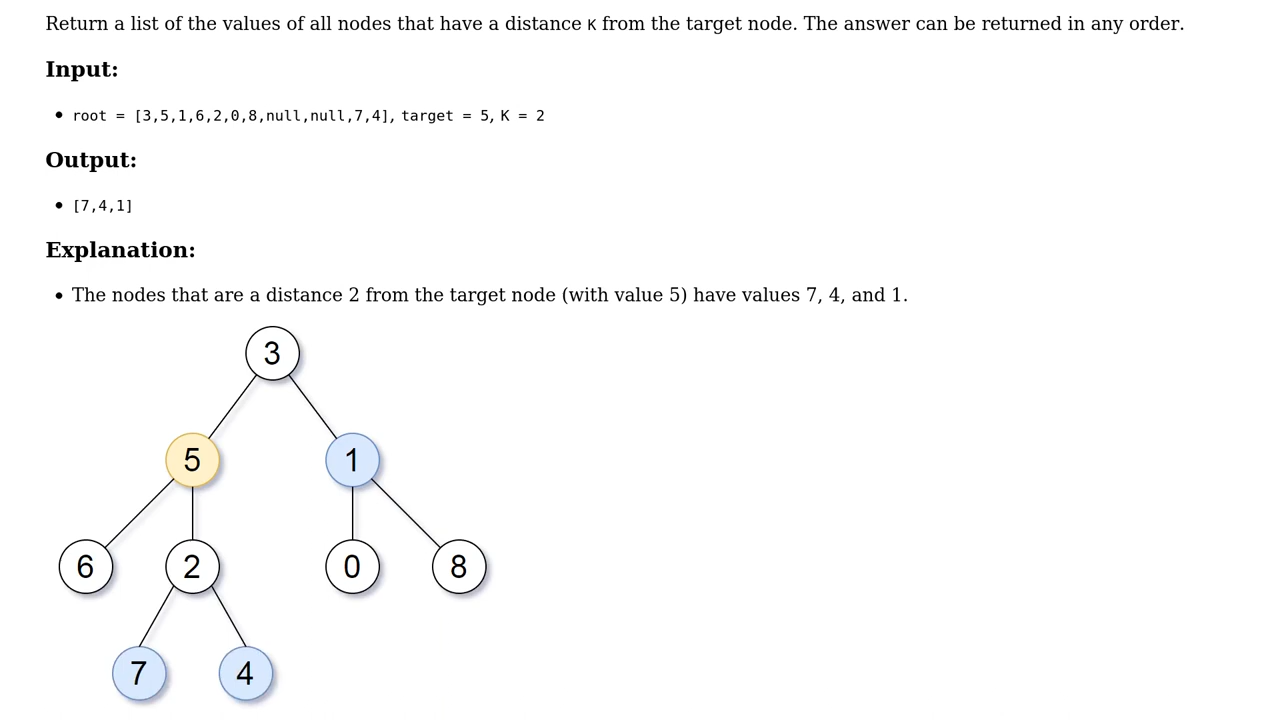 Return a list of the values of all nodes that have a distance K from the target node. The answer can be returned in any order.
Input:
• root = [3,5,1,6,2,0,8,null,null,7,4], target = 5, K = 2
Output:
• [7,4,1]
Explanation:
• The nodes that are a distance 2 from the target node (with value 5) have values 7, 4, and 1.
3
5 1
6 2 0 8
7 4